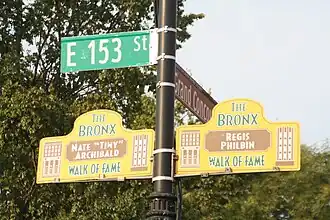 E 153 St.
The
Bronx
Nate "Tiny"
Archibald
Walk of Fame
The
Bronx
Regis
Philbin
Walk of Fame